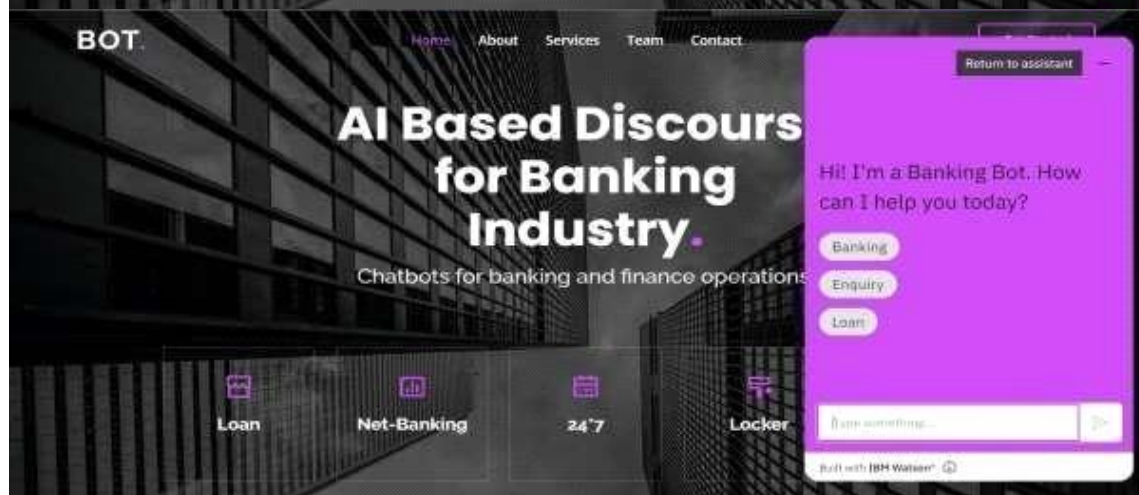 BOT.
Home About Services Team Contact
Return to assistant
AI Based Discours
for Banking
Industry.
Chatbots for banking and finance operations
Hi! I'm a Banking Bot. How
can I help you today?
Banking
Enquiry
Loan
Loan Net-Banking 24*7 Locker
Type something...
Built with IBM Watson®